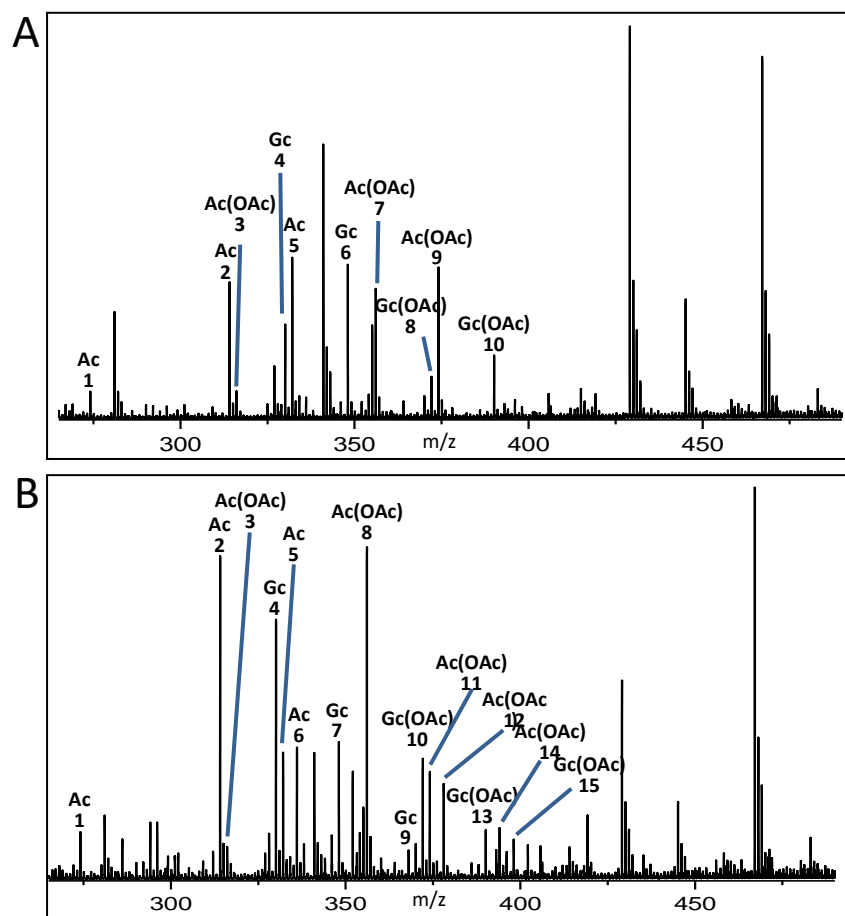 A
Gc
4
Ac(OAc)
3
Ac
2
Ac
5
Ac(OAc)
7
Gc
6
Ac(OAc)
9
Gc(OAc)
8
Gc(OAc)
10
Ac
1
300
350
m/z
400
450
B
Ac(OAc)
3
Ac
2
Ac
5
Ac(OAc)
8
Gc
4
Ac
6
Gc
7
Ac(OAc)
11
Gc(OAc)
10
Ac(OAc
)
12
Ac(OAc)
14
Gc(OAc)
15
Gc(OAc)
13
Gc
9
Ac
1
300
350
m/z
400
450